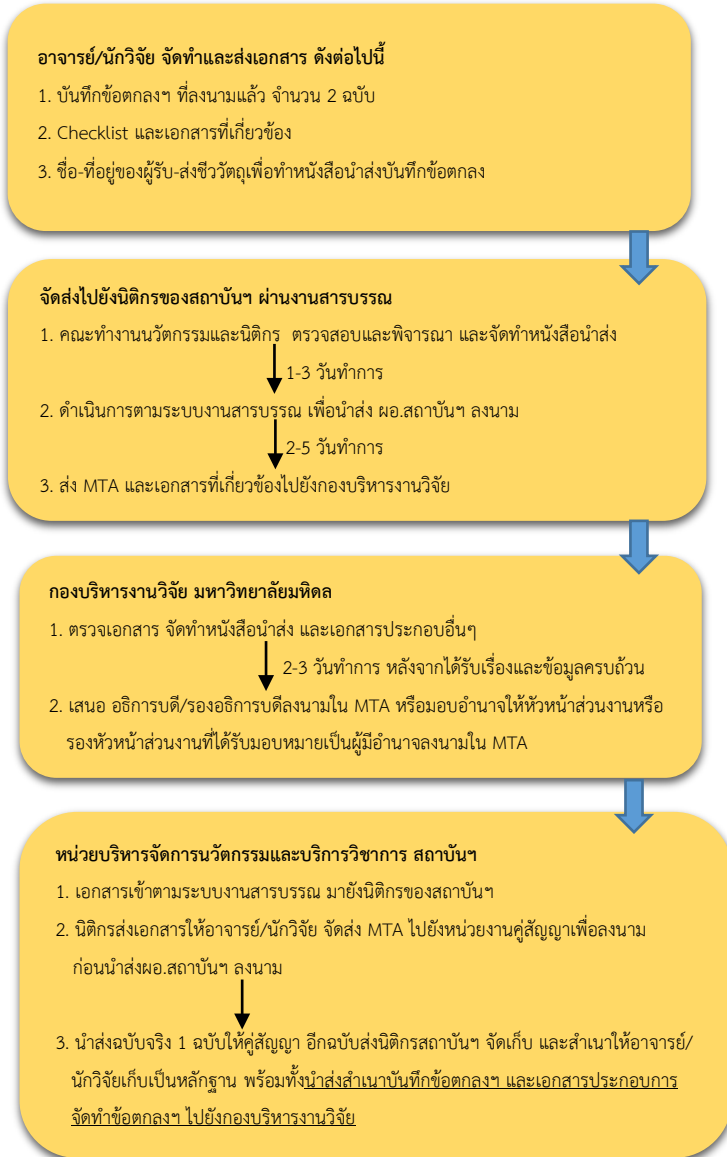 อาจารย์/นักวิจัย จัดทำและส่งเอกสาร ดังต่อไปนี้
1. บันทึกข้อตกลงฯ ที่ลงนามแล้ว จำนวน 2 ฉบับ
2. Checklist และเอกสารที่เกี่ยวข้อง
3. ชื่อ-ที่อยู่ของผู้รับ-ส่งชีววัตถุเพื่อทำหนังสือนำส่งบันทึกข้อตกลง
จัดส่งไปยังนิติกรของสถาบันฯ ผ่านงานสารบรรณ
1. คณะทำงานนวัตกรรมและนิติกร ตรวจสอบและพิจารณา และจัดทำหนังสือนำส่ง
1-3 วันทำการ
2. ดำเนินการตามระบบงานสารบรรณ เพื่อนำส่ง ผอ.สถาบันฯ ลงนาม
2-5 วันทำการ
3. ส่ง MTA และเอกสารที่เกี่ยวข้องไปยังกองบริหารงานวิจัย
กองบริหารงานวิจัย มหาวิทยาลัยมหิดล
1. ตรวจเอกสาร จัดทำหนังสือนำส่ง และเอกสารประกอบอื่นๆ
2-3 วันทำการ หลังจากได้รับเรื่องและข้อมูลครบถ้วน
2. เสนอ อธิการบดี/รองอธิการบดีลงนามใน MTA หรือมอบอำนาจให้หัวหน้าส่วนงานหรือ
รองหัวหน้าส่วนงานที่ได้รับมอบหมายเป็นผู้มีอำนาจลงนามใน MTA
หน่วยบริหารจัดการนวัตกรรมและบริการวิชาการ สถาบันฯ
1. เอกสารเข้าตามระบบงานสารบรรณ มายังนิติกรของสถาบันฯ
2. นิติกรส่งเอกสารให้อาจารย์/นักวิจัย จัดส่ง MTA ไปยังหน่วยงานคู่สัญญาเพื่อลงนาม
ก่อนนำส่งผอ.สถาบันฯ ลงนาม
3. นำส่งฉบับจริง 1 ฉบับให้คู่สัญญา อีกฉบับส่งนิติกรสถาบันฯ จัดเก็บ และสำเนาให้อาจารย์/
นักวิจัยเก็บเป็นหลักฐาน พร้อมทั้งนำส่งสำเนาบันทึกข้อตกลงฯ และเอกสารประกอบการ
จัดทำข้อตกลงฯ ไปยังกองบริหารงานวิจัย